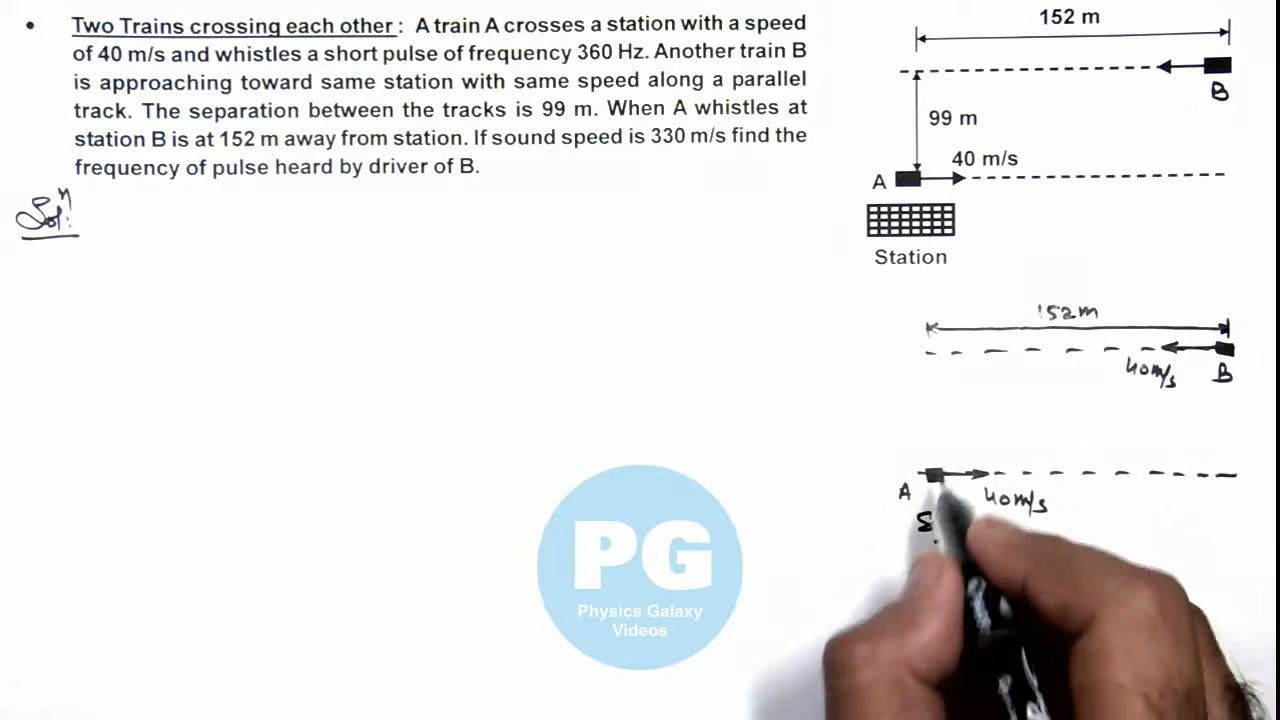 • Two Trains crossing each other : A train A crosses a station with a speed
of 40 m/s and whistles a short pulse of frequency 360 Hz. Another train B
is approaching toward same station with same speed along a parallel
track. The separation between the tracks is 99 m. When A whistles at
station B is at 152 m away from station. If sound speed is 330 m/s find the
frequency of pulse heard by driver of B.
Solⁿ:
152 m
B
99 m
40 m/s
A
Station
152m
40m/s
B
A
40m/s
S
PG
Physics Galaxy
Videos